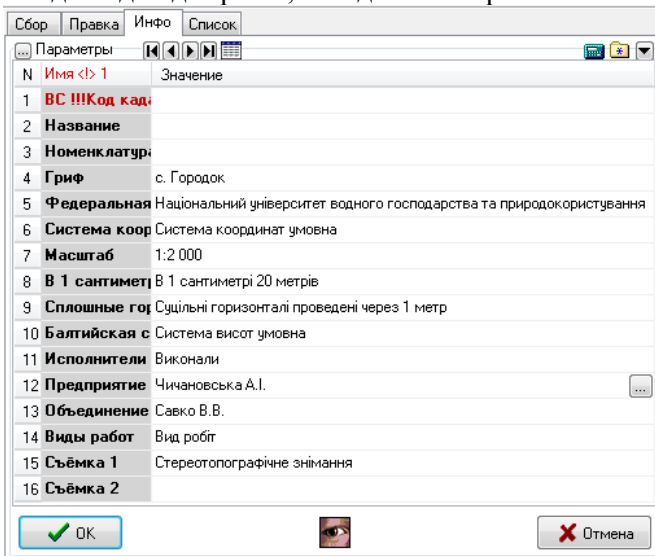 Сбор Правка Инфо Список
... Параметры
N Имя <!> 1 Значение
1 ВС !!!Код када
2 Название
3 Номенклатура
4 Гриф с. Городок
5 Федеральная Національний університет водного господарства та природокористування
6 Система коор Система координат умовна
7 Масштаб 1:2 000
8 В 1 сантимет В 1 сантиметрі 20 метрів
9 Сплошные гор Суцільні горизонталі проведені через 1 метр
10 Балтийская с Система висот умовна
11 Исполнители Виконали
12 Предприятие Чичановська А.І. ...
13 Объединение Савко В.В.
14 Виды работ Вид робіт
15 Съёмка 1 Стереотопографічне знімання
16 Съёмка 2
OK Отмена